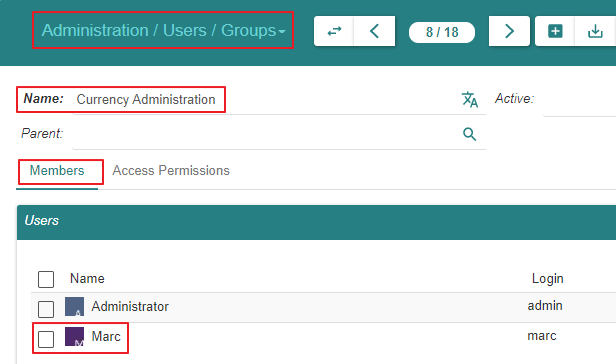 Administration / Users / Groups
8 / 18
Name: Currency Administration
Active:
Parent:
Members Access Permissions
Users
Name Login
A Administrator admin
M Marc marc